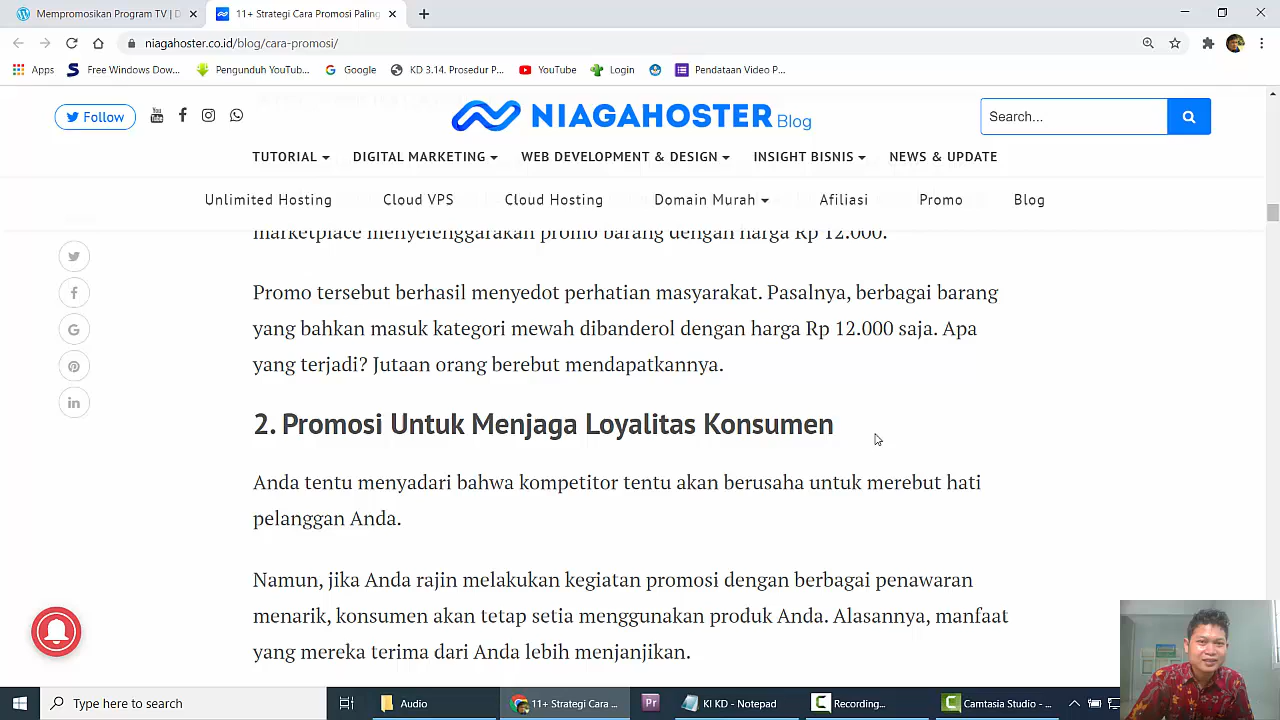 Mempromosikan Program TV | D
11+ Strategi Cara Promosi Paling
niagahoster.co.id/blog/cara-promosi/
Apps
Free Windows Dow...
Pengunduh YouTub...
Google
KD 3.14. Prosedur P...
YouTube
Login
Pendataan Video P...
Follow
NIAGAHOSTER Blog
Search...
TUTORIAL
DIGITAL MARKETING
WEB DEVELOPMENT & DESIGN
INSIGHT BISNIS
NEWS & UPDATE
Unlimited Hosting
Cloud VPS
Cloud Hosting
Domain Murah
Afiliasi
Promo
Blog
marketplace menyelenggarakan promo barang dengan harga Rp 12.000.
Promo tersebut berhasil menyedot perhatian masyarakat. Pasalnya, berbagai barang
yang bahkan masuk kategori mewah dibanderol dengan harga Rp 12.000 saja. Apa
yang terjadi? Jutaan orang berebut mendapatkannya.
2. Promosi Untuk Menjaga Loyalitas Konsumen
Anda tentu menyadari bahwa kompetitor tentu akan berusaha untuk merebut hati
pelanggan Anda.
Namun, jika Anda rajin melakukan kegiatan promosi dengan berbagai penawaran
menarik, konsumen akan tetap setia menggunakan produk Anda. Alasannya, manfaat
yang mereka terima dari Anda lebih menjanjikan.
Type here to search
Audio
11+ Strategi Cara ...
Pr
KI KD - Notepad
Recording...
Camtasia Studio - ...